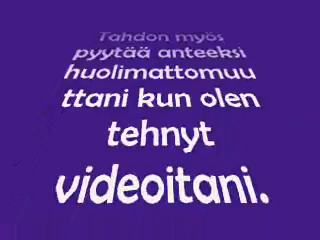 Tahdon myös
pyytää anteeksi
huolimattomuu
ttani kun olen
tehnyt
videoitani.